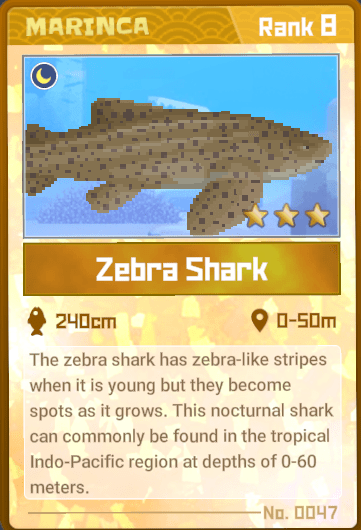 MARINCA Rank 8
Zebra Shark
240cm 0-50m
The zebra shark has zebra-like stripes
when it is young but they become
spots as it grows. This nocturnal shark
can commonly be found in the tropical
Indo-Pacific region at depths of 0-60
meters.
No. 0047